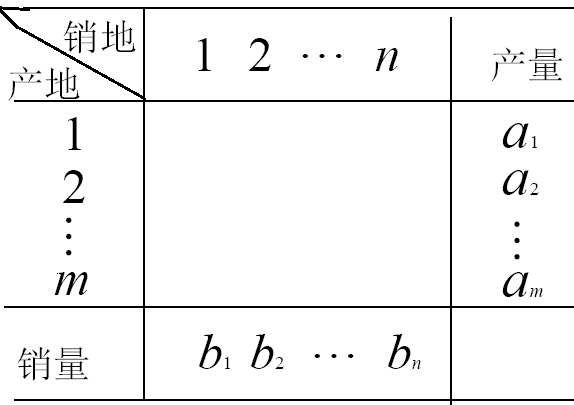 销地 1 2 ⋯ n 产量
产地
1 a₁
2 a₂
⋮ ⋮
m aₘ
销量 b₁ b₂ ⋯ bₙ